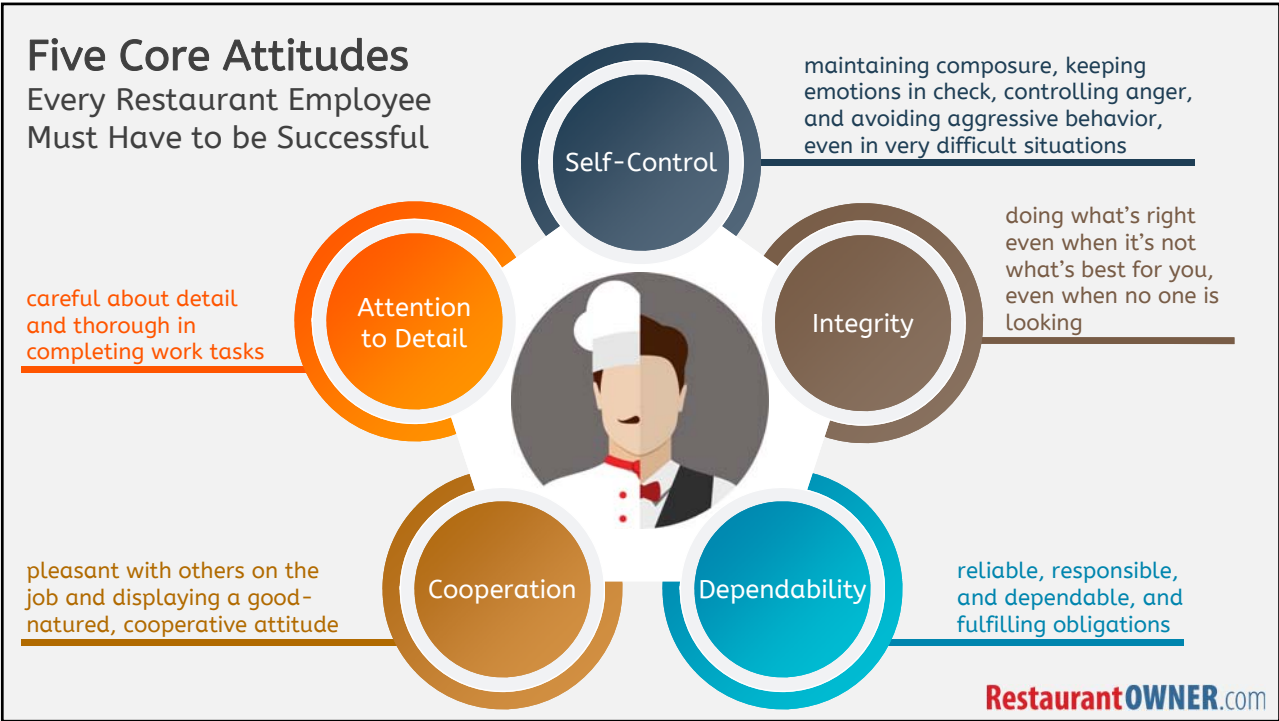 Five Core Attitudes
Every Restaurant Employee
Must Have to be Successful
Self-Control
maintaining composure, keeping
emotions in check, controlling anger,
and avoiding aggressive behavior,
even in very difficult situations
Integrity
doing what's right
even when it's not
what's best for you,
even when no one is
looking
Dependability
reliable, responsible,
and dependable, and
fulfilling obligations
Cooperation
pleasant with others on the
job and displaying a good-
natured, cooperative attitude
Attention
to Detail
careful about detail
and thorough in
completing work tasks
RestaurantOWNER.com